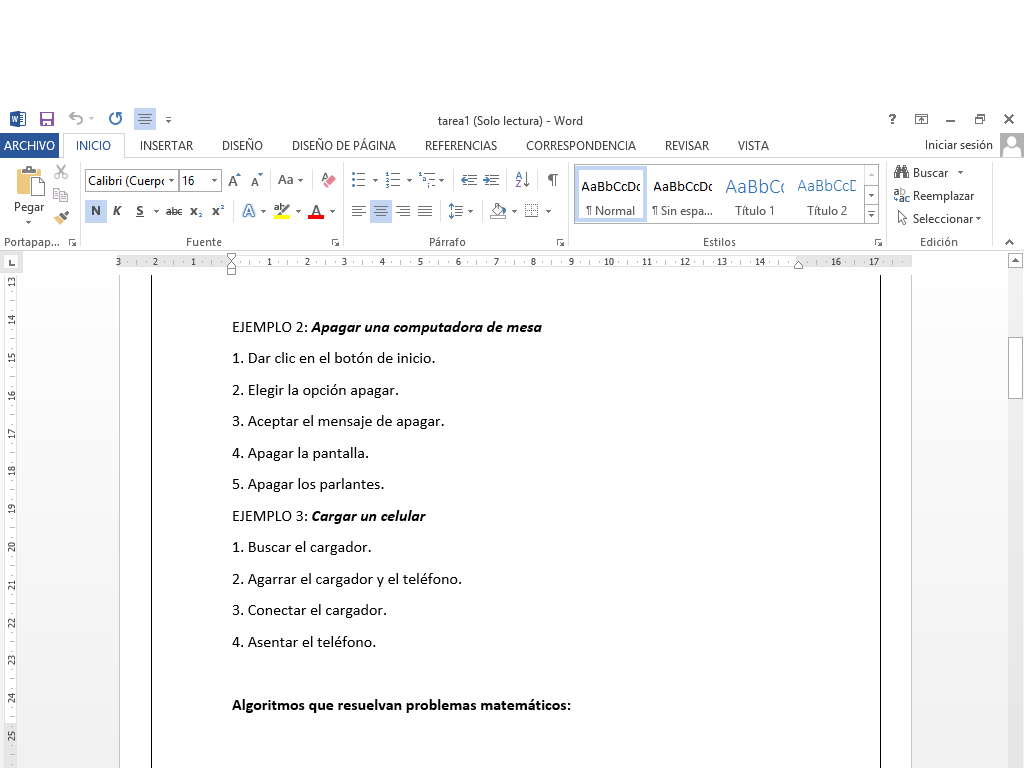 tarea1 (Solo lectura) - Word
ARCHIVO INICIO INSERTAR DISEÑO DISEÑO DE PÁGINA REFERENCIAS CORRESPONDENCIA REVISAR VISTA Iniciar sesión
Calibri (Cuerpo 16 Aa
Pegar
N K S abc x₂ x²
AaBbCcDc AaBbCcDc AaBbCc AaBbCcD
¶ Normal ¶ Sin espa... Título 1 Título 2
Buscar
Reemplazar
Seleccionar
Portapap... Fuente Párrafo Estilos Edición
3 2 1 1 2 3 4 5 6 7 8 9 10 11 12 13 14 16 17
13
14
15
16
17
18
19
20
21
22
23
24
25
EJEMPLO 2: Apagar una computadora de mesa
1. Dar clic en el botón de inicio.
2. Elegir la opción apagar.
3. Aceptar el mensaje de apagar.
4. Apagar la pantalla.
5. Apagar los parlantes.
EJEMPLO 3: Cargar un celular
1. Buscar el cargador.
2. Agarrar el cargador y el teléfono.
3. Conectar el cargador.
4. Asentar el teléfono.
Algoritmos que resuelvan problemas matemáticos: